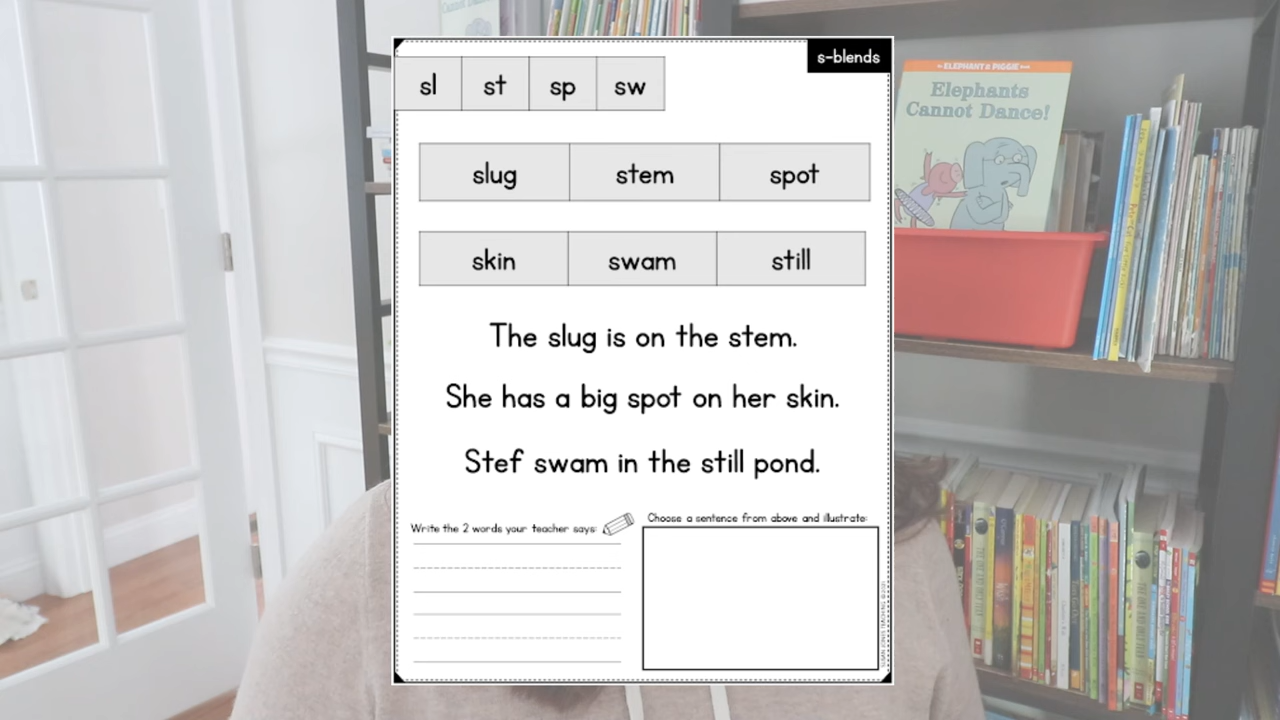 s-blends
sl st sp sw
slug stem spot
skin swam still
The slug is on the stem.
She has a big spot on her skin.
Stef swam in the still pond.
Write the 2 words your teacher says:
Choose a sentence from above and illustrate:
ELEPHANT & PIGGIE
Elephants
Cannot Dance!